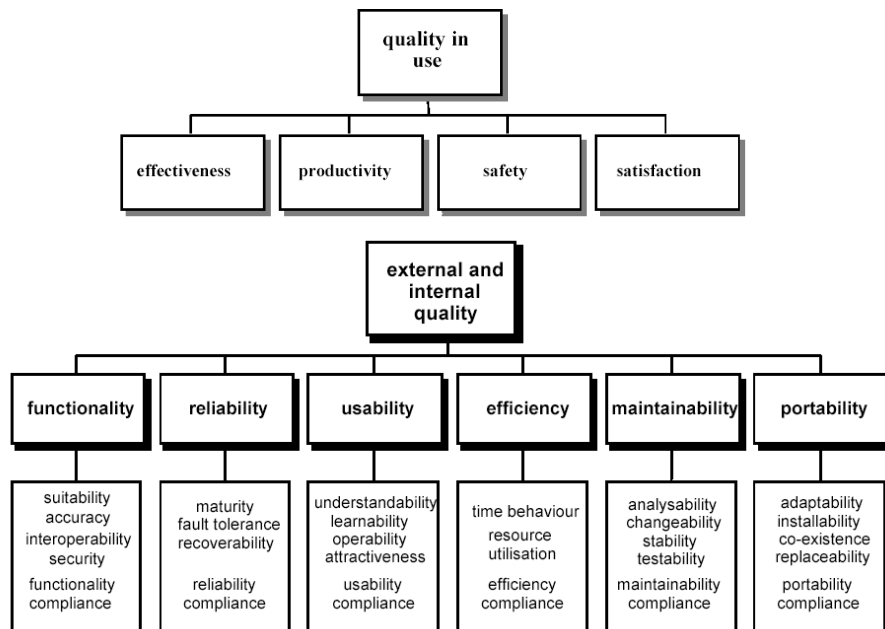 quality in
use
effectiveness
productivity
safety
satisfaction
external and
internal
quality
functionality
reliability
usability
efficiency
maintainability
portability
suitability
accuracy
interoperability
security
functionality
compliance
maturity
fault tolerance
recoverability
reliability
compliance
understandability
learnability
operability
attractiveness
usability
compliance
time behaviour
resource
utilisation
efficiency
compliance
analysability
changeability
stability
testability
maintainability
compliance
adaptability
installability
co-existence
replaceability
portability
compliance